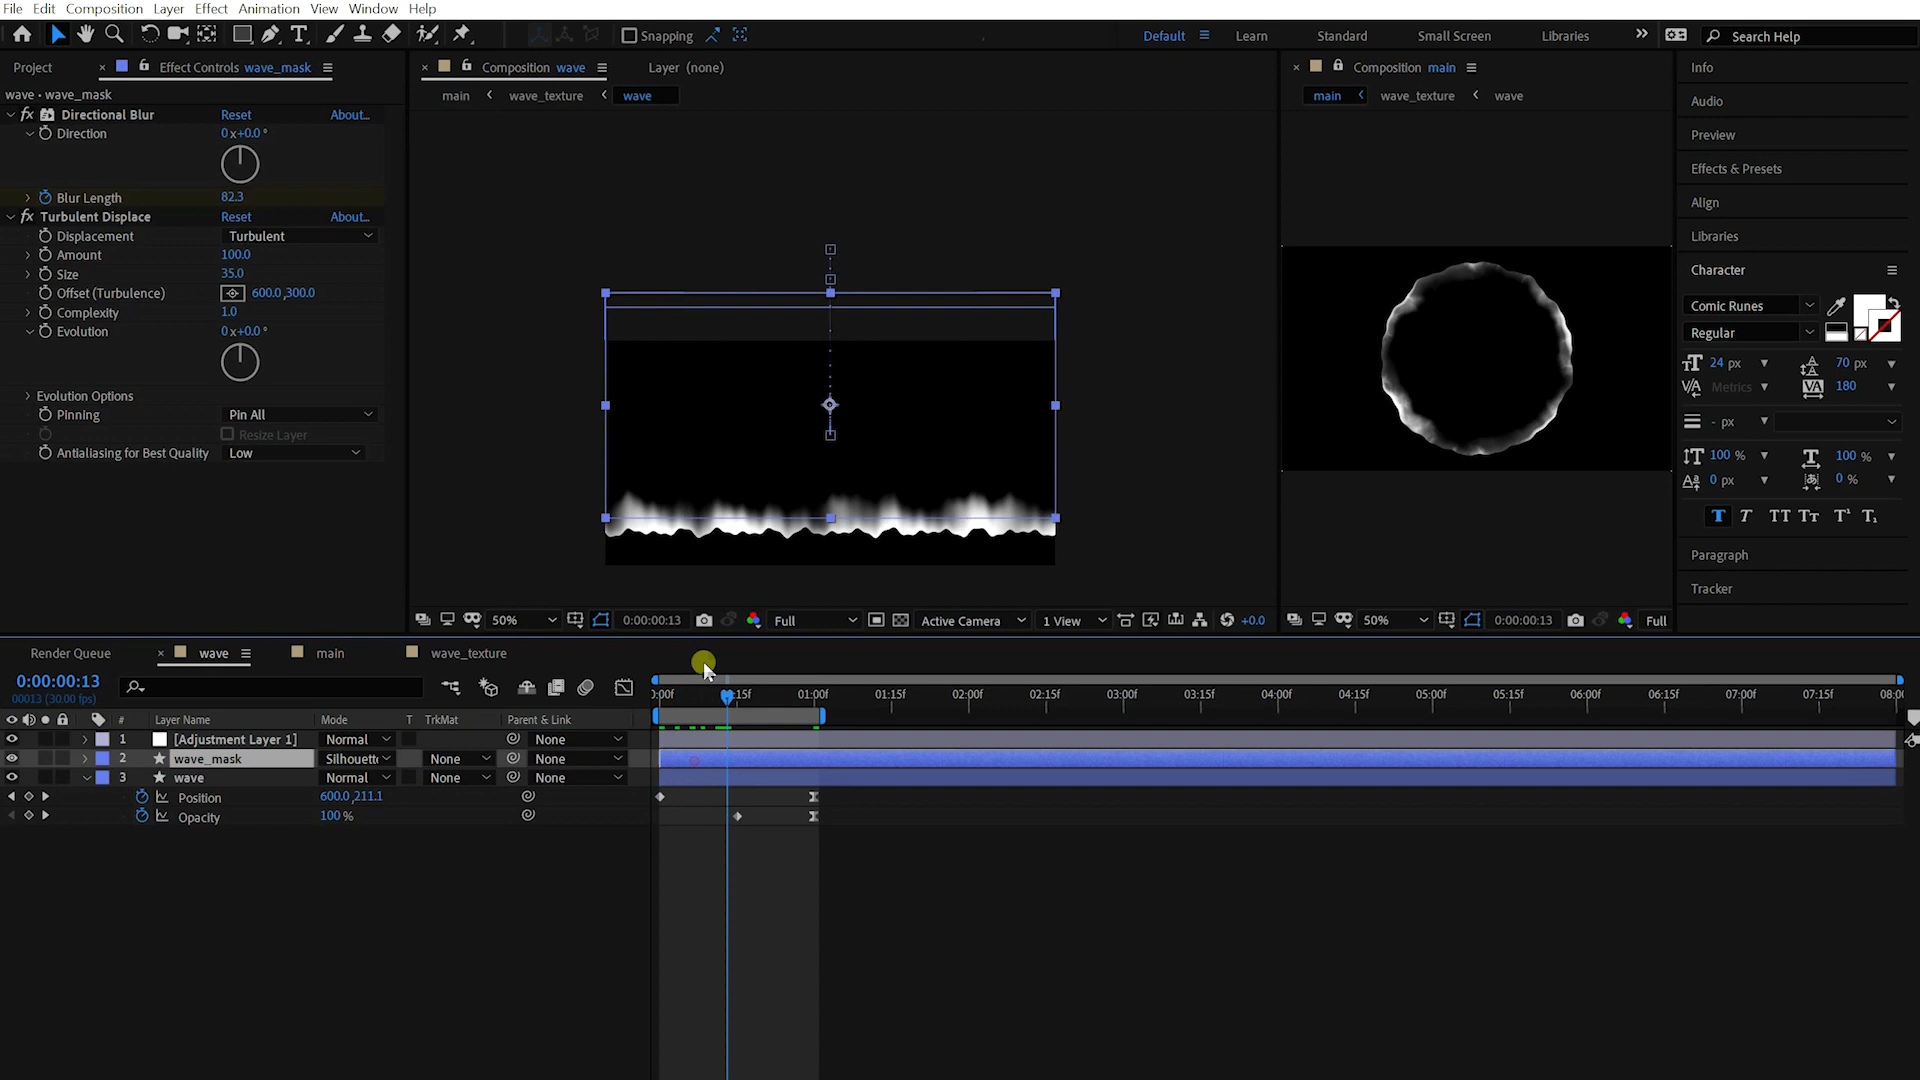 File Edit Composition Layer Effect Animation View Window Help
Snapping
Default Learn Standard Small Screen Libraries Search Help
Project Effect Controls wave_mask
Composition wave Layer (none)
Composition main
Info
wave • wave_mask
main wave_texture wave
main wave_texture wave
Audio
fx Directional Blur Reset About...
Direction 0 x+0.0 °
Preview
Effects & Presets
Blur Length 82.3
Align
fx Turbulent Displace Reset About...
Displacement Turbulent
Libraries
Amount 100.0
Size 35.0
Character
Offset (Turbulence) 600.0,300.0
Comic Runes
Complexity 1.0
Evolution 0 x+0.0 °
Regular
24 px 70 px
Metrics 180
Evolution Options
Pinning Pin All
- px
Resize Layer
Antialiasing for Best Quality Low
100 % 100 %
0 px 0 %
T T TT Tt T¹ T₁
Paragraph
Tracker
50% 0:00:00:13 Full Active Camera 1 View +0.0
50% 0:00:00:13 Full
Render Queue wave main wave_texture
0:00:00:13
00013 (30.00 fps)
:00f 15f 01:00f 01:15f 02:00f 02:15f 03:00f 03:15f 04:00f 04:15f 05:00f 05:15f 06:00f 06:15f 07:00f 07:15f 08:0
# Layer Name Mode T TrkMat Parent & Link
1 [Adjustment Layer 1] Normal None
2 wave_mask Silhouett None None
3 wave Normal None None
Position 600.0,211.1
Opacity 100 %